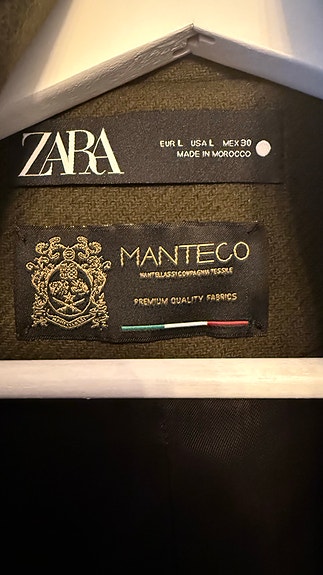 ZARA
EUR L USA L MEX 30
MADE IN MOROCCO
MANTECO
MANTELLASSI COMPAGNIA TESSILE
PREMIUM QUALITY FABRICS